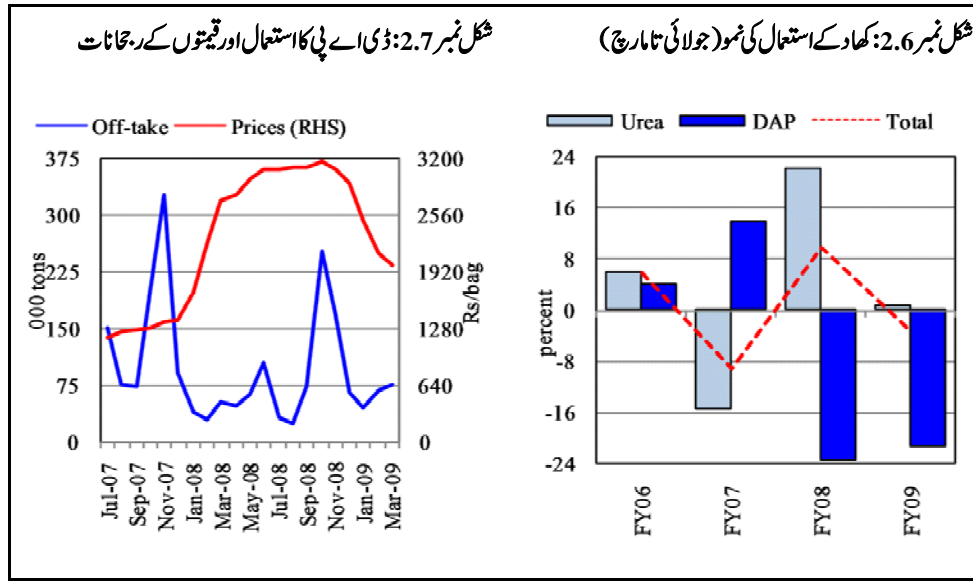 شکل نمبر 2.6: کھاد کے استعمال کی نمو (جولائی تا مارچ)
Urea DAP Total
24
16
8
0
-8
-16
-24
percent
FY06 FY07 FY08 FY09
شکل نمبر 2.7: ڈی اے پی کا استعمال اور قیمتوں کے رجحانات
Off-take Prices (RHS)
375
300
225
150
75
0
000 tons
3200
2560
1920
1280
640
0
Rs/bag
Jul-07 Sep-07 Nov-07 Jan-08 Mar-08 May-08 Jul-08 Sep-08 Nov-08 Jan-09 Mar-09